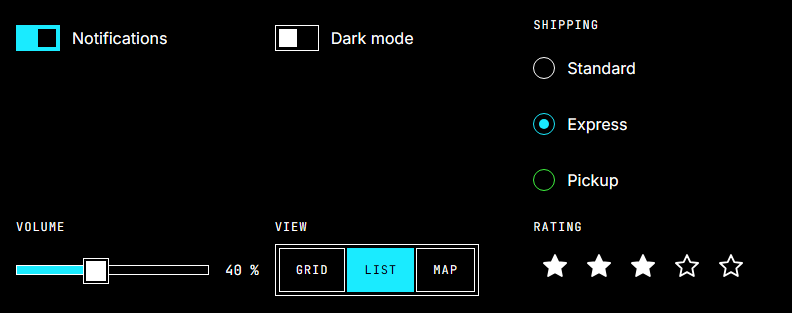 Notifications
Dark mode
SHIPPING
Standard
Express
Pickup
VOLUME
40 %
VIEW
GRID
LIST
MAP
RATING